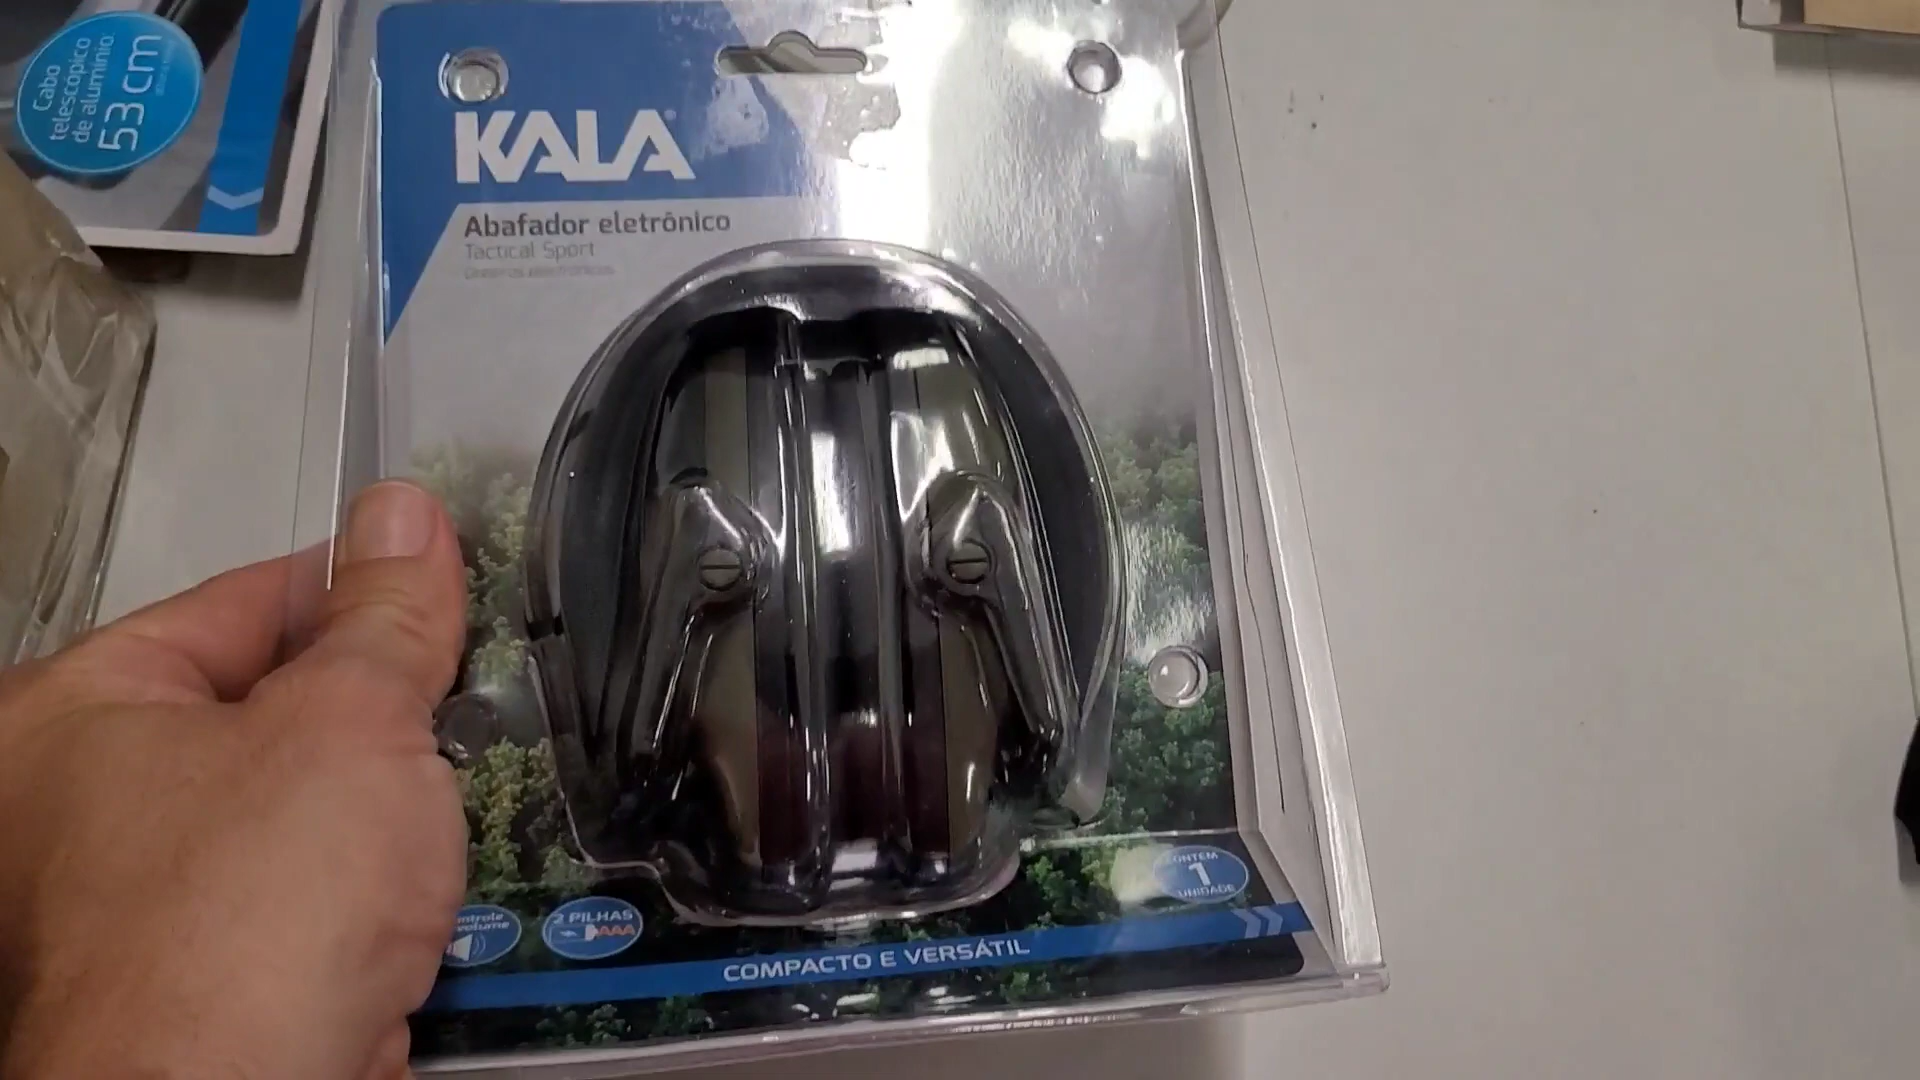 Cabo
telescópico
de alumínio:
53 cm
KALA
Abafador eletrônico
Tactical Sport
CONTÉM
1
UNIDADE
2 PILHAS
AAA
COMPACTO E VERSÁTIL